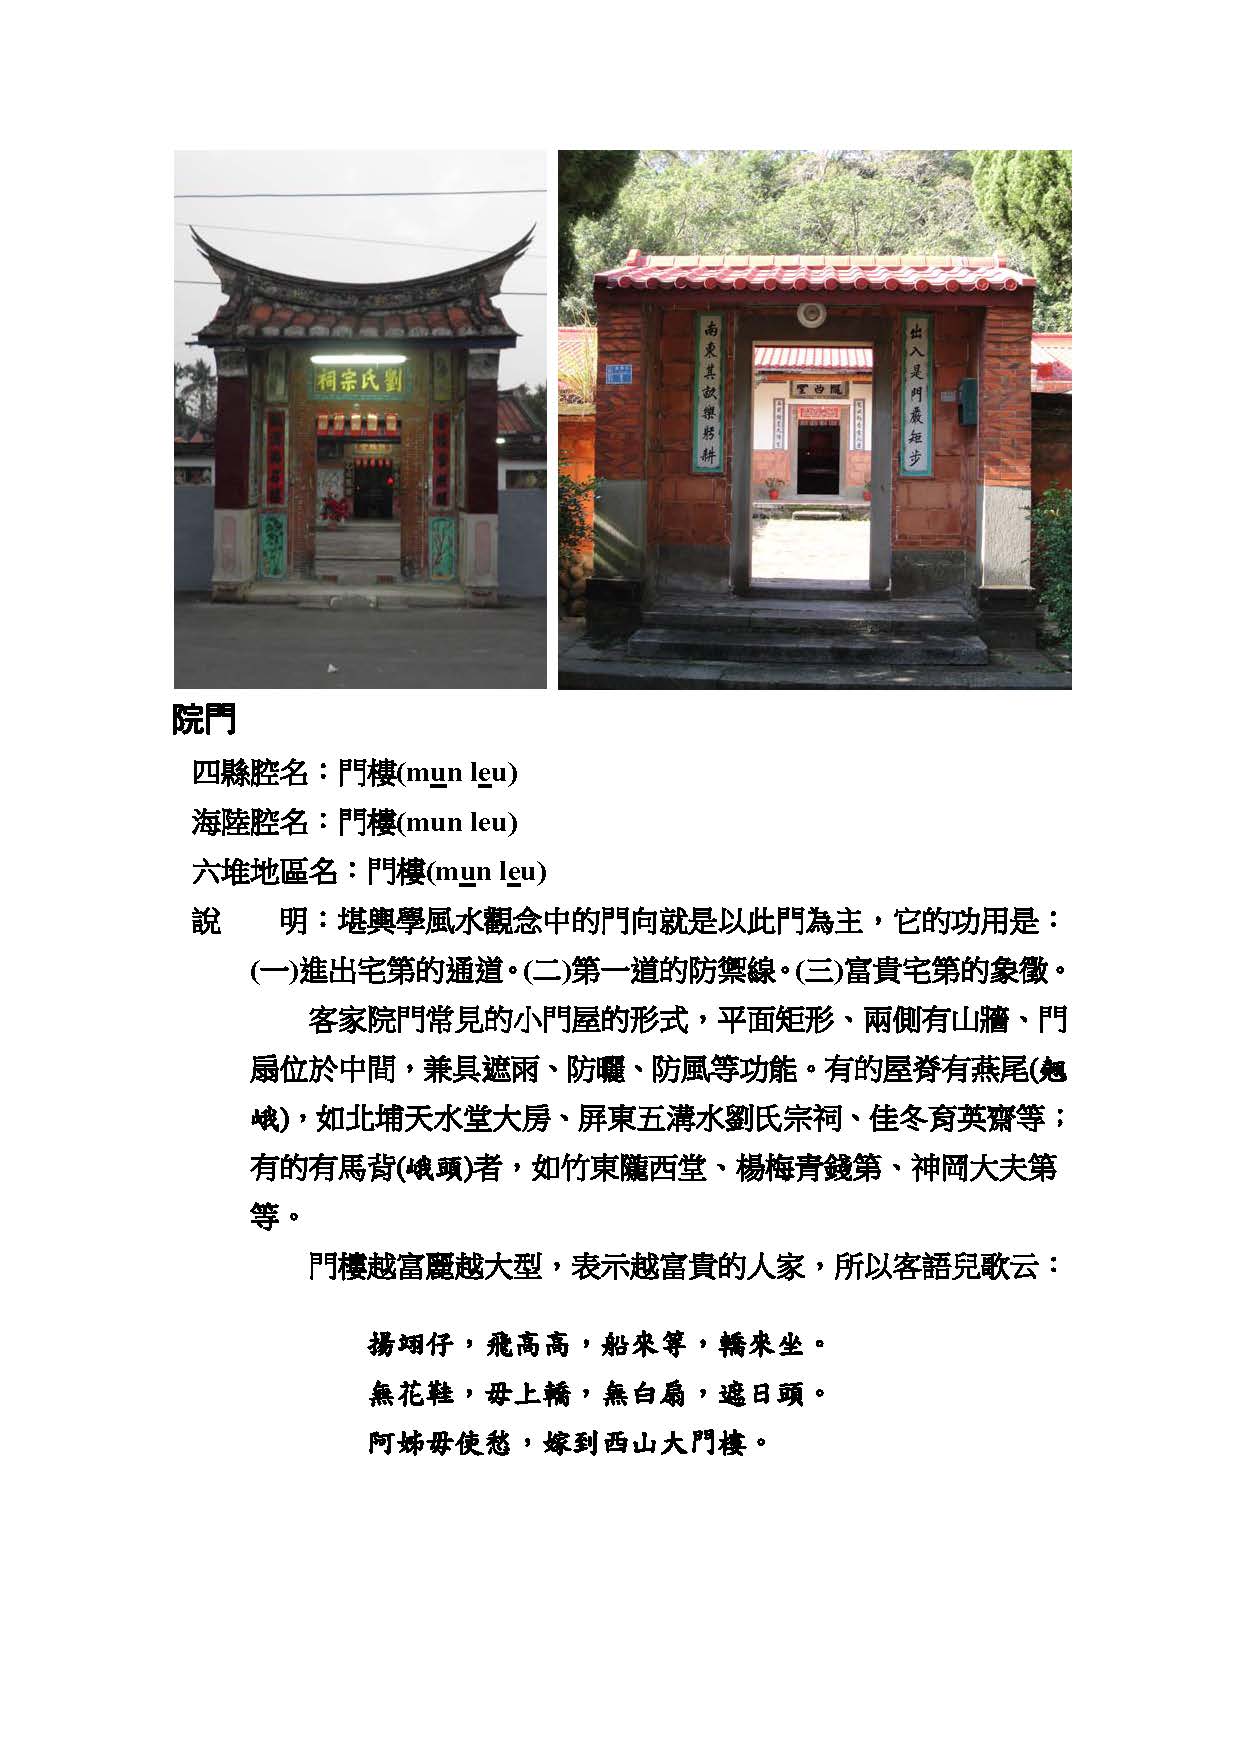 劉氏宗祠
南東其畝樂躬耕
出入是門嚴矩步
隴西堂
院門
四縣腔名：門樓(mun leu)
海陸腔名：門樓(mun leu)
六堆地區名：門樓(mun leu)
說　　明：堪輿學風水觀念中的門向就是以此門為主，它的功用是：
(一)進出宅第的通道。(二)第一道的防禦線。(三)富貴宅第的象徵。
客家院門常見的小門屋的形式，平面矩形、兩側有山牆、門
扇位於中間，兼具遮雨、防曬、防風等功能。有的屋脊有燕尾(翹
峨)，如北埔天水堂大房、屏東五溝水劉氏宗祠、佳冬育英齋等；
有的有馬背(峨頭)者，如竹東隴西堂、楊梅青錢第、神岡大夫第
等。
門樓越富麗越大型，表示越富貴的人家，所以客語兒歌云：
揚翊仔，飛高高，船來等，轎來坐。
無花鞋，毋上轎，無白扇，遮日頭。
阿姊毋使愁，嫁到西山大門樓。